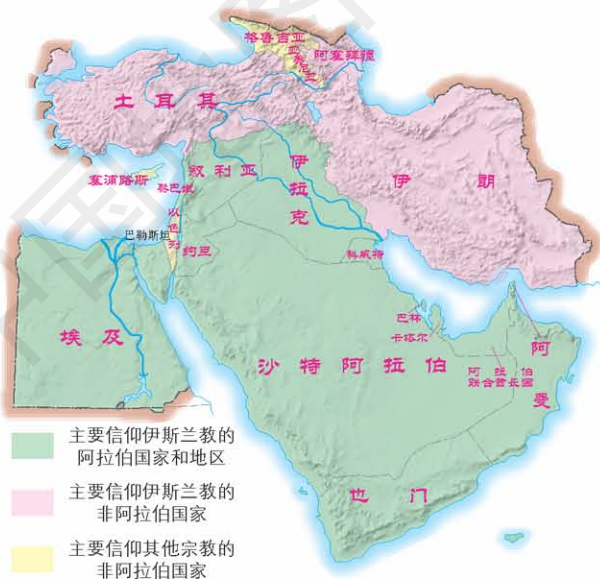 格鲁吉亚
亚美尼亚
阿塞拜疆
土耳其
塞浦路斯
叙利亚
黎巴嫩
伊拉克
伊朗
以色列
巴勒斯坦
约旦
科威特
埃及
巴林
卡塔尔
沙特阿拉伯
阿拉伯
联合酋长国
阿曼
也门
主要信仰伊斯兰教的
阿拉伯国家和地区
主要信仰伊斯兰教的
非阿拉伯国家
主要信仰其他宗教的
非阿拉伯国家